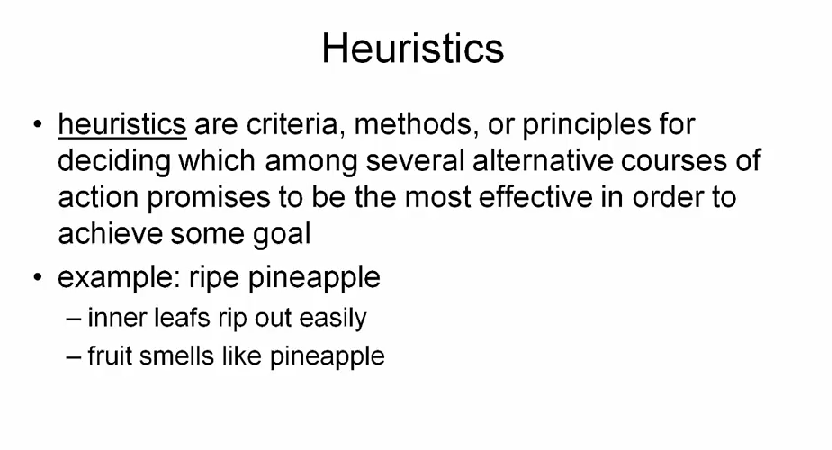 Heuristics
• heuristics are criteria, methods, or principles for
deciding which among several alternative courses of
action promises to be the most effective in order to
achieve some goal
• example: ripe pineapple
– inner leafs rip out easily
– fruit smells like pineapple